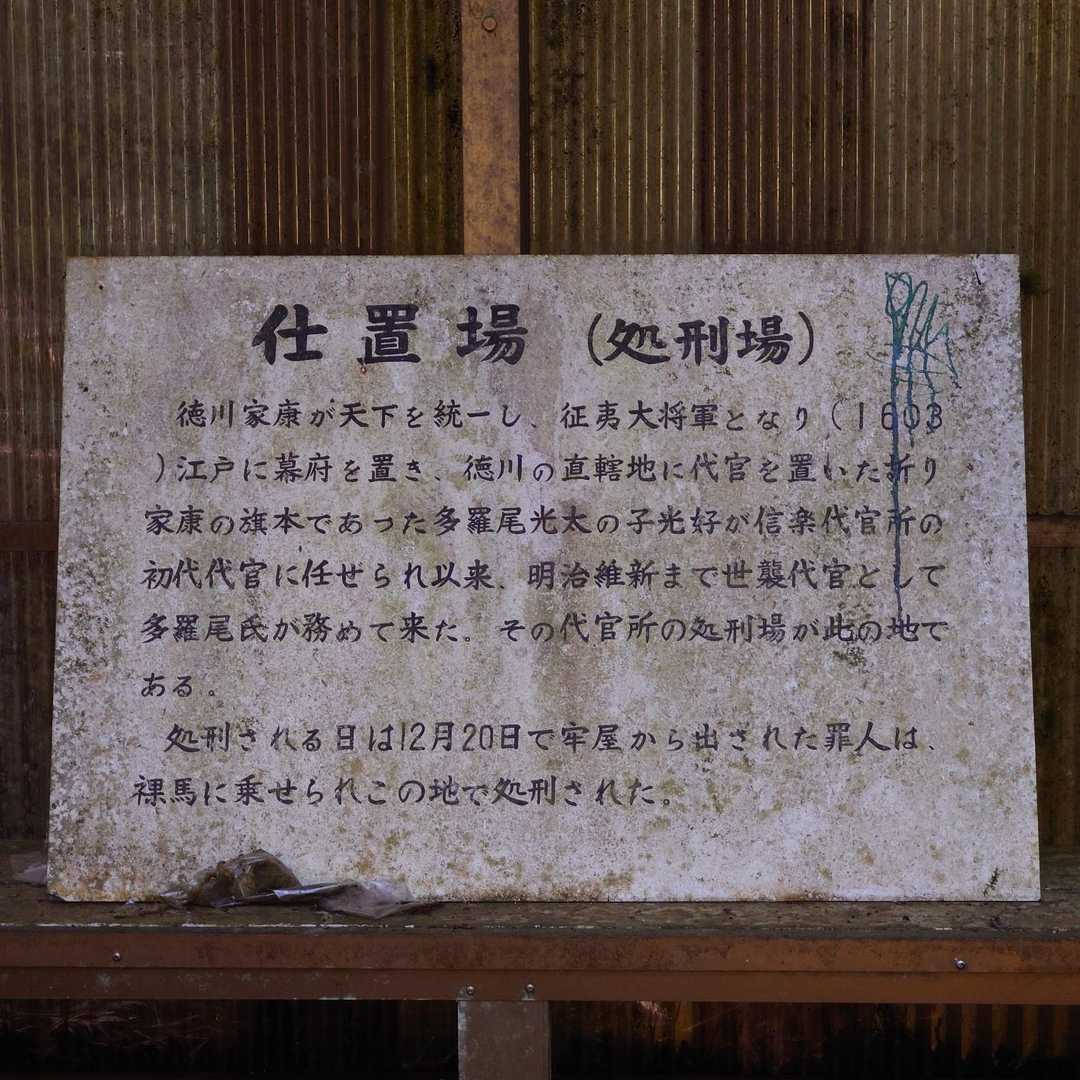 仕置場 (処刑場)
徳川家康が天下を統一し、征夷大将軍となり(1603
)江戸に幕府を置き、徳川の直轄地に代官を置いた折り
家康の旗本であった多羅尾光太の子光好が信楽代官所の
初代代官に任せられ以来、明治維新まで世襲代官として
多羅尾氏が務めて来た。その代官所の処刑場が此の地で
ある。
処刑される日は12月20日で牢屋から出された罪人は、
裸馬に乗せられこの地で処刑された。